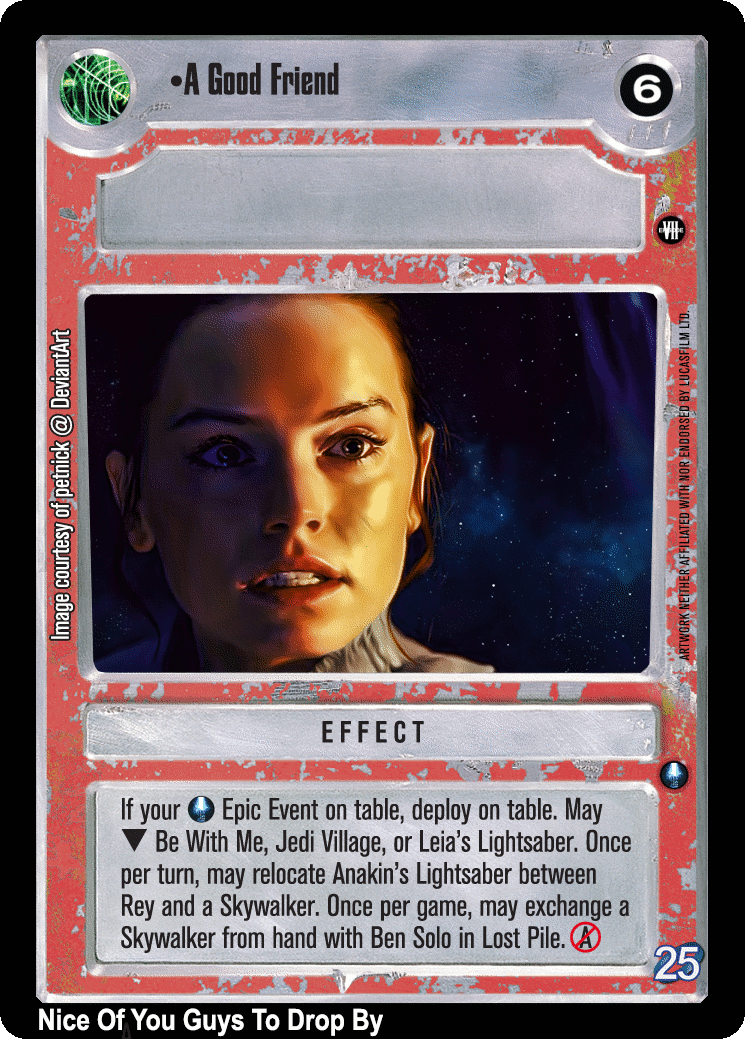 •A Good Friend
6
EPISODE VII
Image courtesy of petnick @ DeviantArt
ARTWORK NEITHER AFFILIATED WITH NOR ENDORSED BY LUCASFILM LTD.
EFFECT
If your Epic Event on table, deploy on table. May
▼ Be With Me, Jedi Village, or Leia's Lightsaber. Once
per turn, may relocate Anakin's Lightsaber between
Rey and a Skywalker. Once per game, may exchange a
Skywalker from hand with Ben Solo in Lost Pile. A
25
Nice Of You Guys To Drop By